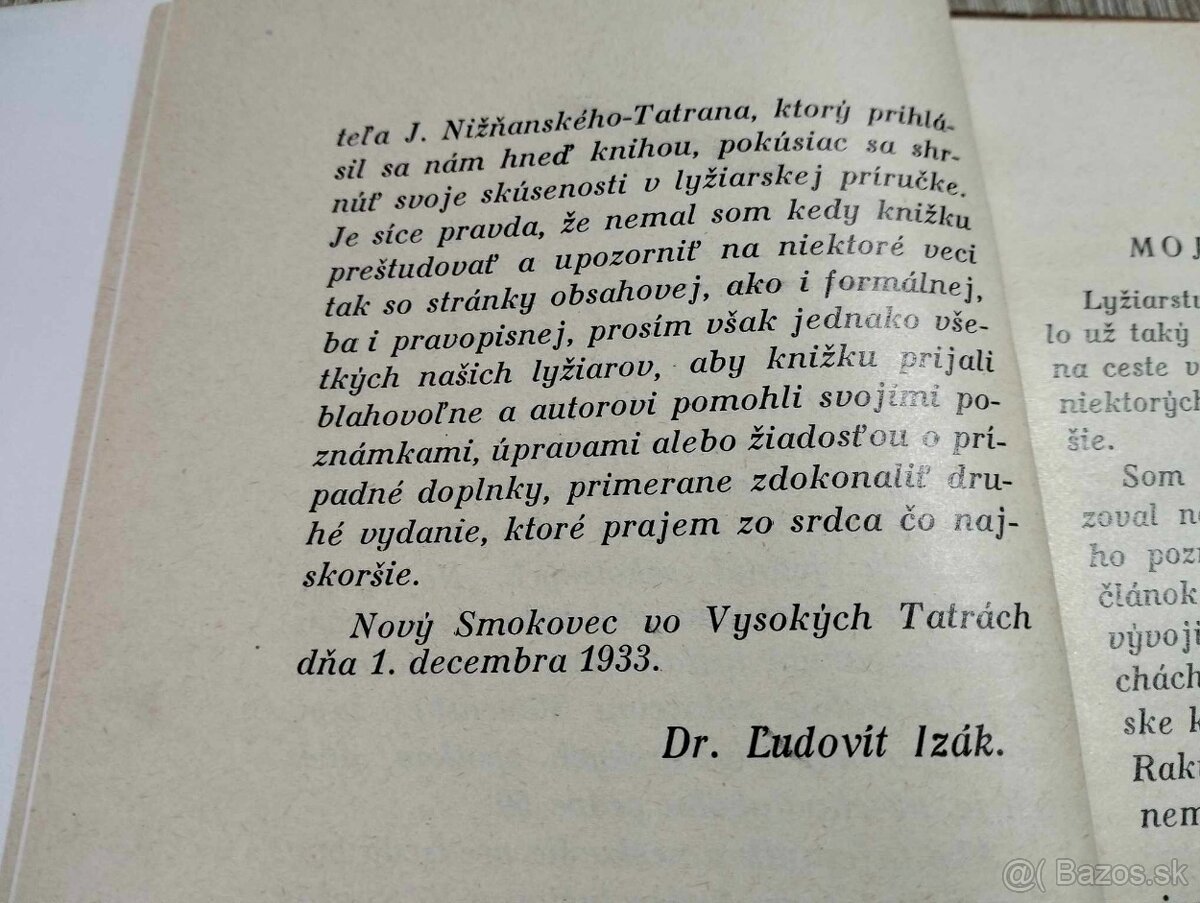 teľa J. Nižňanského-Tatrana, ktorý prihlá-
sil sa nám hneď knihou, pokúsiac sa shr-
núť svoje skúsenosti v lyžiarskej príručke.
Je síce pravda, že nemal som kedy knižku
preštudovať a upozorniť na niektoré veci
tak so stránky obsahovej, ako i formálnej,
ba i pravopisnej, prosím však jednako vše-
tkých našich lyžiarov, aby knižku prijali
blahovoľne a autorovi pomohli svojími po-
známkami, úpravami alebo žiadosťou o prí-
padné doplnky, primerane zdokonaliť dru-
hé vydanie, ktoré prajem zo srdca čo naj-
skoršie.
Nový Smokovec vo Vysokých Tatrách
dňa 1. decembra 1933.
Dr. Ľudovít Izák.
Lyžiarstv
lo už taký
na ceste v
niektorých
šie.
Som
zoval
ho poz
článok
vývoji
chách
ske k
Rak
nem
@( Bazos.sk